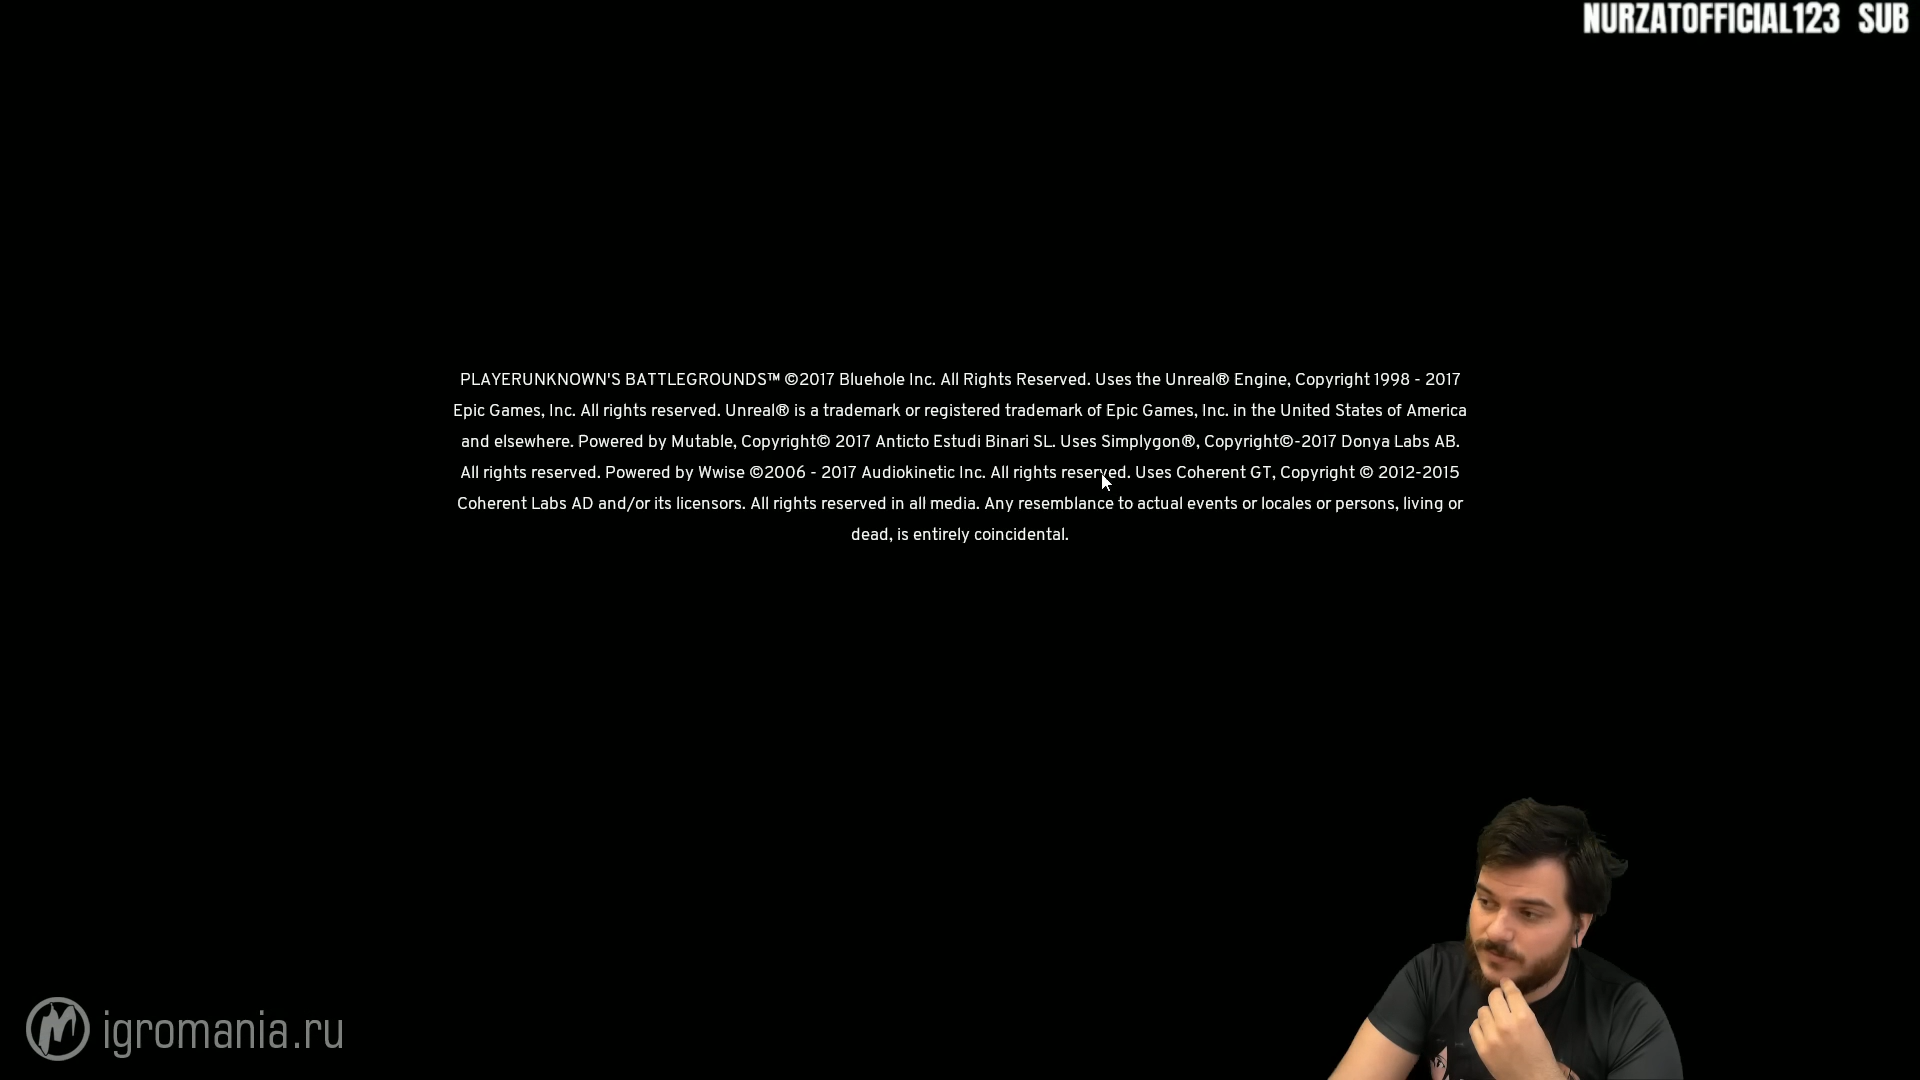 NURZATOFFICIAL123 SUB
PLAYERUNKNOWN'S BATTLEGROUNDS™ ©2017 Bluehole Inc. All Rights Reserved. Uses the Unreal® Engine, Copyright 1998 - 2017
Epic Games, Inc. All rights reserved. Unreal® is a trademark or registered trademark of Epic Games, Inc. in the United States of America
and elsewhere. Powered by Mutable, Copyright© 2017 Anticto Estudi Binari SL. Uses Simplygon®, Copyright©-2017 Donya Labs AB.
All rights reserved. Powered by Wwise ©2006 - 2017 Audiokinetic Inc. All rights reserved. Uses Coherent GT, Copyright © 2012-2015
Coherent Labs AD and/or its licensors. All rights reserved in all media. Any resemblance to actual events or locales or persons, living or
dead, is entirely coincidental.
igromania.ru